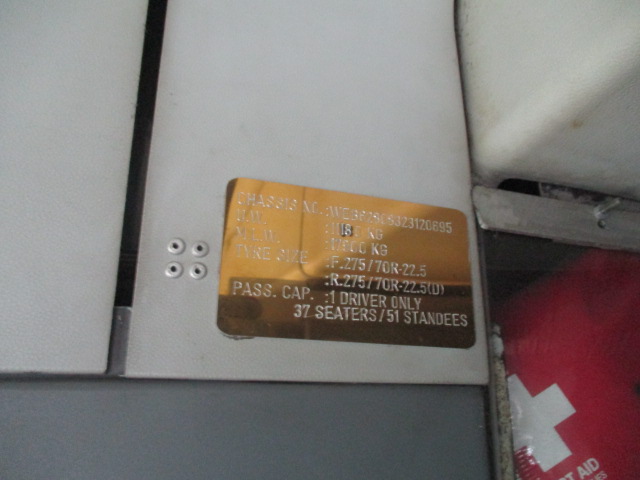 CHASSIS NO.
U.W. KG
M.L.W. KG
TYRE SIZE :F.275/70R-22.5
:R.275/70R-22.5(D)
PASS. CAP. :1 DRIVER ONLY
37 SEATERS/51 STANDEES
AID